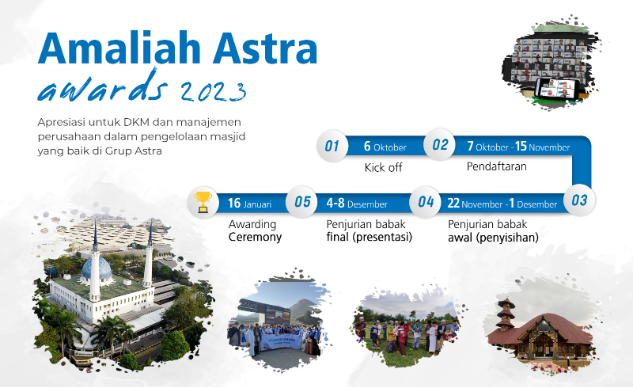 Amaliah Astra
awards 2023
Apresiasi untuk DKM dan manajemen
perusahaan dalam pengelolaan masjid
yang baik di Grup Astra
01
6 Oktober
Kick off
02
7 Oktober -15 November
Pendaftaran
03
22 November -1 Desember
Penjurian babak
awal (penyisihan)
04
4-8 Desember
Penjurian babak
final (presentasi)
05
16 Januari
Awarding
Ceremony